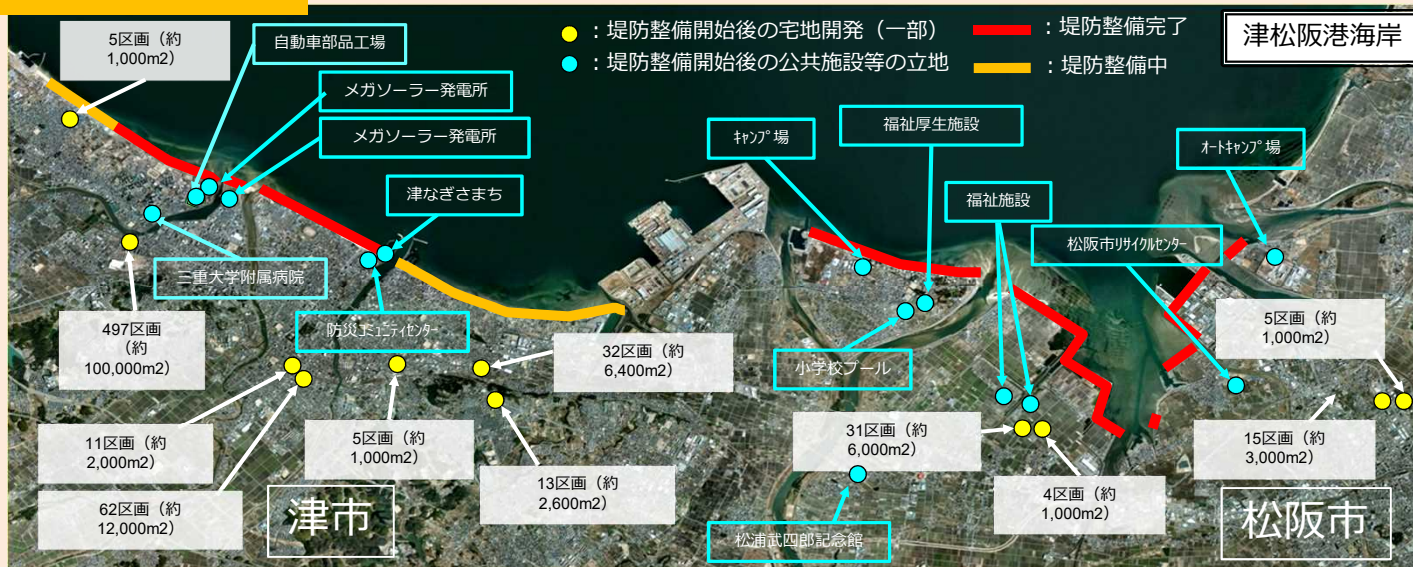 ：堤防整備開始後の宅地開発（一部）
：堤防整備完了
：堤防整備開始後の公共施設等の立地
：堤防整備中
津松阪港海岸
5区画（約
1,000m2）
自動車部品工場
メガソーラー発電所
メガソーラー発電所
津なぎさまち
三重大学附属病院
防災コミュニティセンター
497区画
（約
100,000m2）
11区画（約
2,000m2）
62区画（約
12,000m2）
津市
5区画（約
1,000m2）
32区画（約
6,400m2）
13区画（約
2,600m2）
キャンプ場
福祉厚生施設
小学校プール
福祉施設
松阪市リサイクルセンター
オートキャンプ場
31区画（約
6,000m2）
松浦武四郎記念館
4区画（約
1,000m2）
5区画（約
1,000m2）
15区画（約
3,000m2）
松阪市